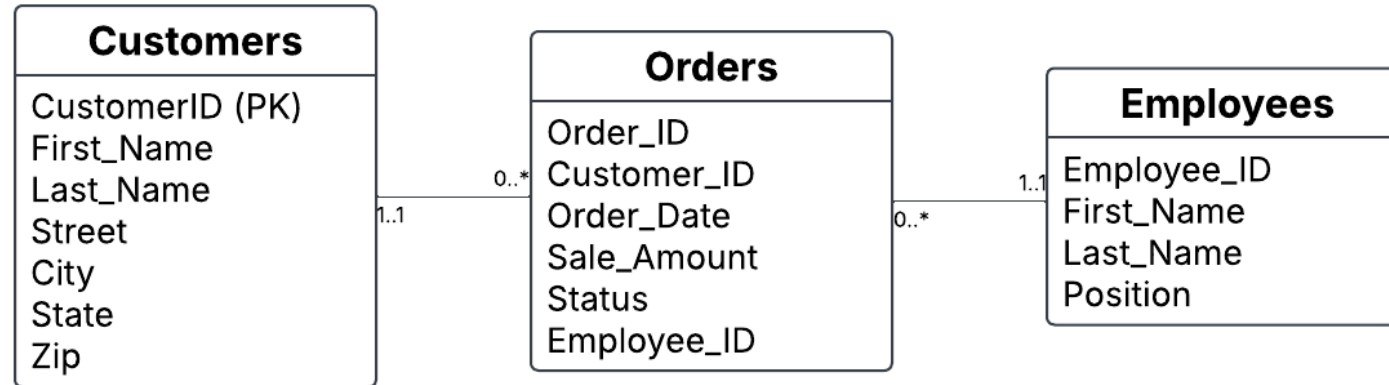 Customers
CustomerID (PK)
First_Name
Last_Name
Street
City
State
Zip
0..*
1..1
Orders
Order_ID
Customer_ID
Order_Date
Sale_Amount
Status
Employee_ID
1..1
0..*
Employees
Employee_ID
First_Name
Last_Name
Position